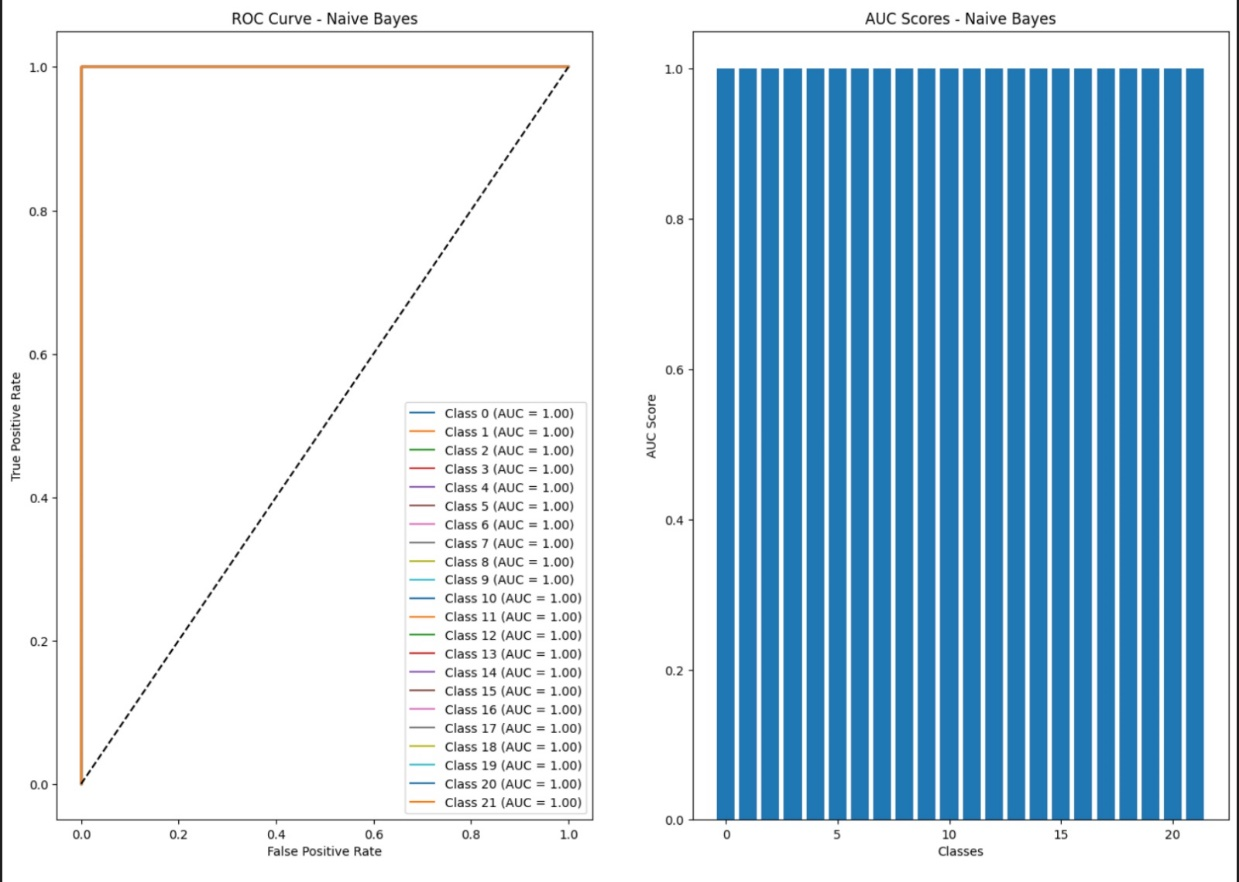 ROC Curve - Naive Bayes
1.0
0.8
0.6
0.4
0.2
0.0
True Positive Rate
0.0 0.2 0.4 0.6 0.8 1.0
False Positive Rate
Class 0 (AUC = 1.00)
Class 1 (AUC = 1.00)
Class 2 (AUC = 1.00)
Class 3 (AUC = 1.00)
Class 4 (AUC = 1.00)
Class 5 (AUC = 1.00)
Class 6 (AUC = 1.00)
Class 7 (AUC = 1.00)
Class 8 (AUC = 1.00)
Class 9 (AUC = 1.00)
Class 10 (AUC = 1.00)
Class 11 (AUC = 1.00)
Class 12 (AUC = 1.00)
Class 13 (AUC = 1.00)
Class 14 (AUC = 1.00)
Class 15 (AUC = 1.00)
Class 16 (AUC = 1.00)
Class 17 (AUC = 1.00)
Class 18 (AUC = 1.00)
Class 19 (AUC = 1.00)
Class 20 (AUC = 1.00)
Class 21 (AUC = 1.00)
AUC Scores - Naive Bayes
1.0
0.8
0.6
0.4
0.2
0.0
AUC Score
0 5 10 15 20
Classes